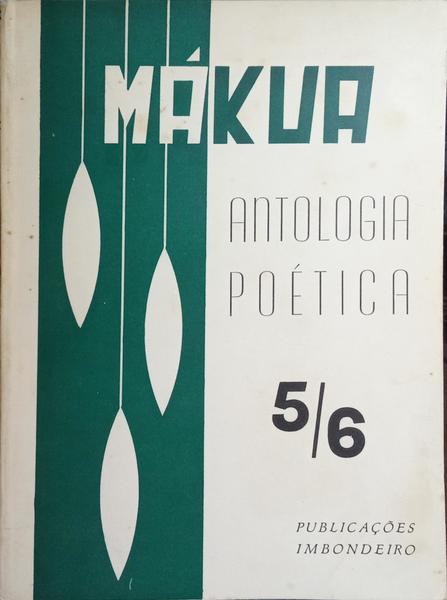 MÁKUA
ANTOLOGIA
POÉTICA
5/6
PUBLICAÇÕES
IMBONDEIRO